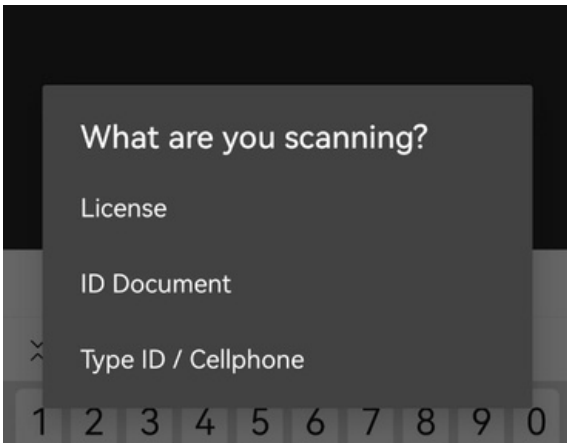 What are you scanning?
License
ID Document
Type ID / Cellphone
1 2 3 4 5 6 7 8 9 0